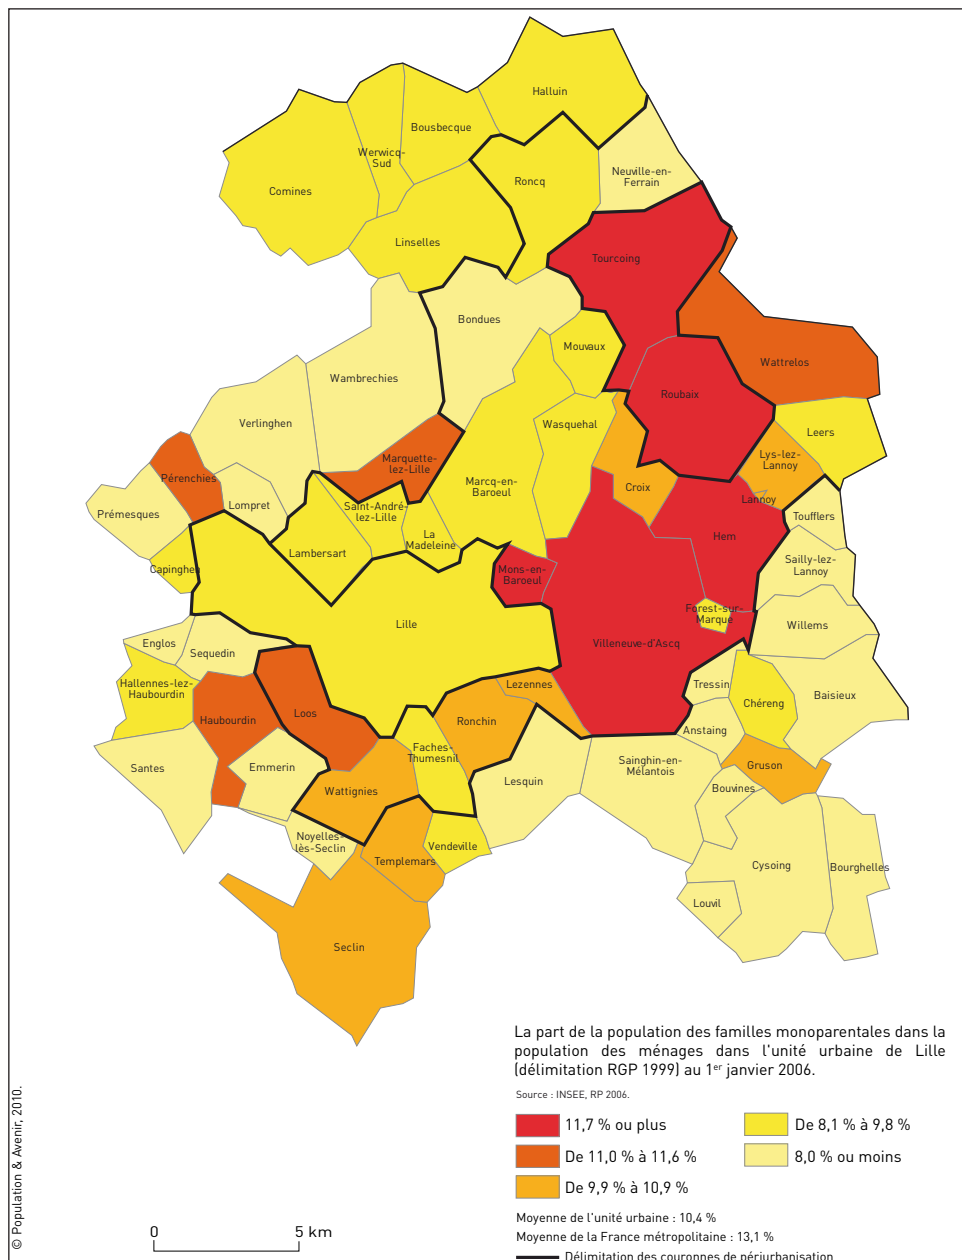 Halluin
Bousbecque
Werwicq-
Sud
Comines
Roncq
Neuville-en-
Ferrain
Linselles
Tourcoing
Bondues
Mouvaux
Wattrelos
Wambrechies
Roubaix
Verlinghen
Wasquehal
Leers
Marquette-
lez-Lille
Lys-lez-
Lannoy
Pérenchies
Marcq-en-
Baroeul
Croix
Lannoy
Prémesques
Lompret
Saint-André-
lez-Lille
Toufflers
La
Madeleine
Hem
Lambersart
Capinghem
Mons-en-
Baroeul
Sailly-lez-
Lannoy
Forest-sur-
Marque
Lille
Willems
Englos
Sequedin
Villeneuve-d'Ascq
Hallennes-lez-
Haubourdin
Lezennes
Tressin
Baisieux
Chéreng
Loos
Haubourdin
Ronchin
Anstaing
Faches-
Thumesnil
Santes
Emmerin
Sainghin-en-
Mélantois
Gruson
Lesquin
Bouvines
Wattignies
Noyelles-
lès-Seclin
Vendeville
Templemars
Cysoing
Bourghelles
Louvil
Seclin
La part de la population des familles monoparentales dans la
population des ménages dans l'unité urbaine de Lille
(délimitation RGP 1999) au 1er janvier 2006.
Source : INSEE, RP 2006.
11,7 % ou plus
De 8,1 % à 9,8 %
De 11,0 % à 11,6 %
8,0 % ou moins
De 9,9 % à 10,9 %
Moyenne de l'unité urbaine : 10,4 %
Moyenne de la France métropolitaine : 13,1 %
Délimitation des couronnes de périurbanisation
0 5 km
© Population & Avenir, 2010.